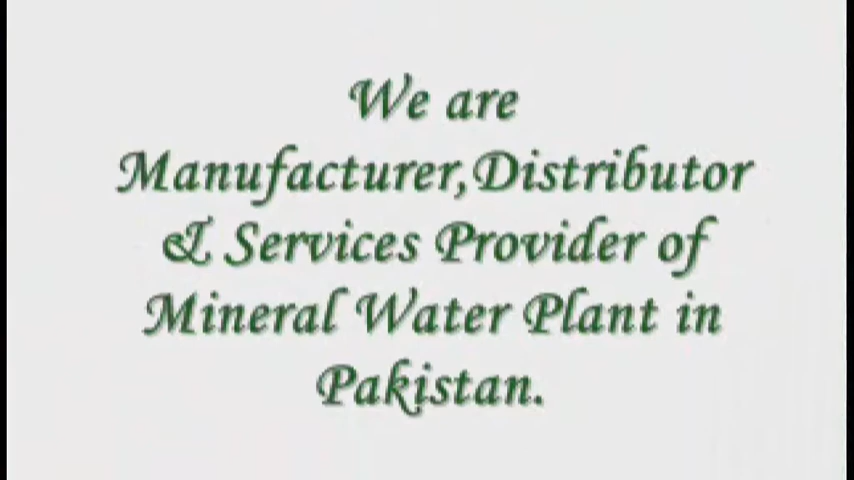 We are
Manufacturer,Distributor
& Services Provider of
Mineral Water Plant in
Pakistan.